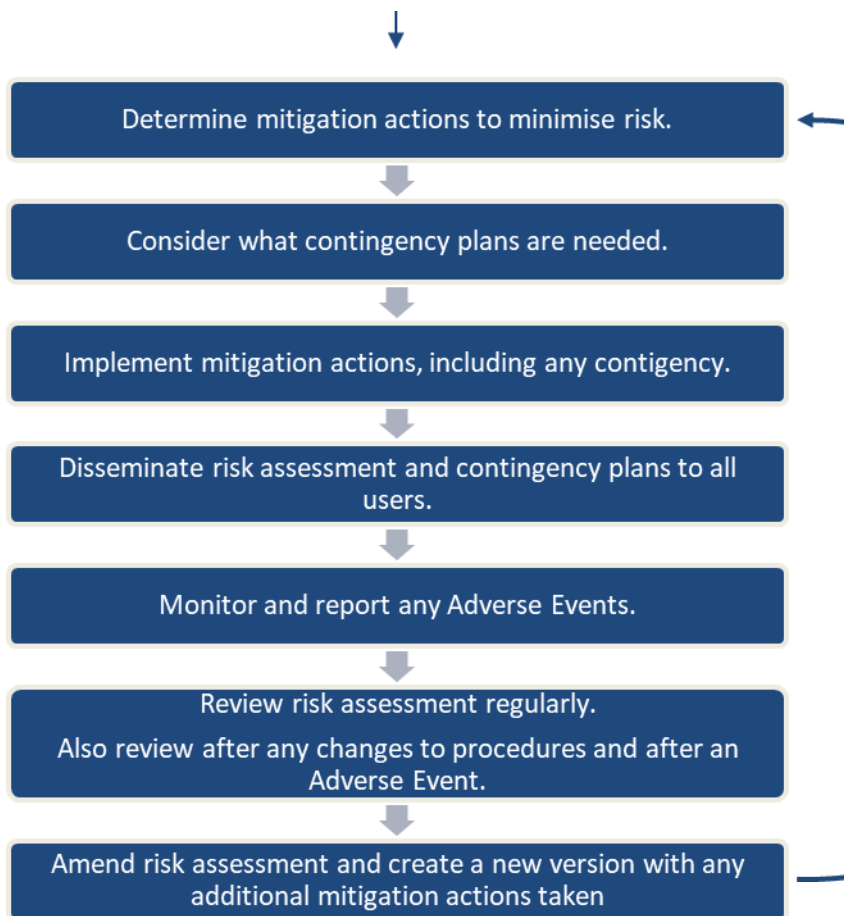 Determine mitigation actions to minimise risk.
Consider what contingency plans are needed.
Implement mitigation actions, including any contigency.
Disseminate risk assessment and contingency plans to all
users.
Monitor and report any Adverse Events.
Review risk assessment regularly.
Also review after any changes to procedures and after an
Adverse Event.
Amend risk assessment and create a new version with any
additional mitigation actions taken